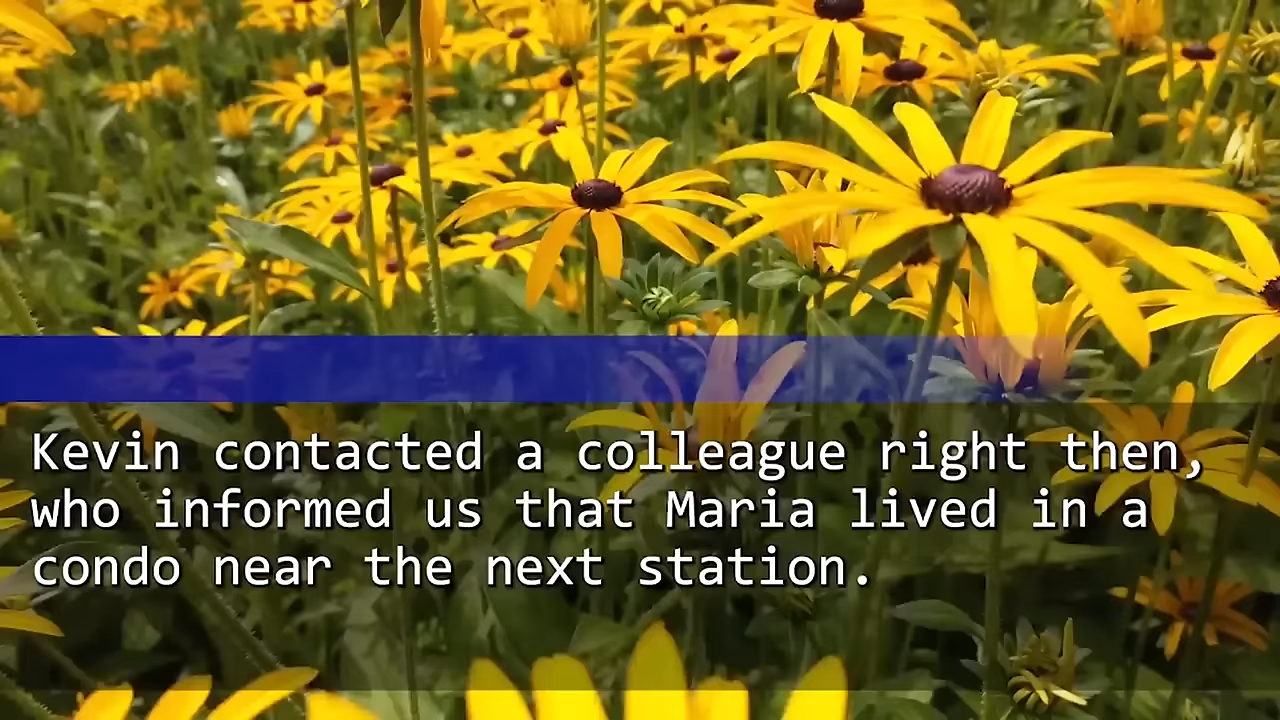 Kevin contacted a colleague right then,
who informed us that Maria lived in a
condo near the next station.